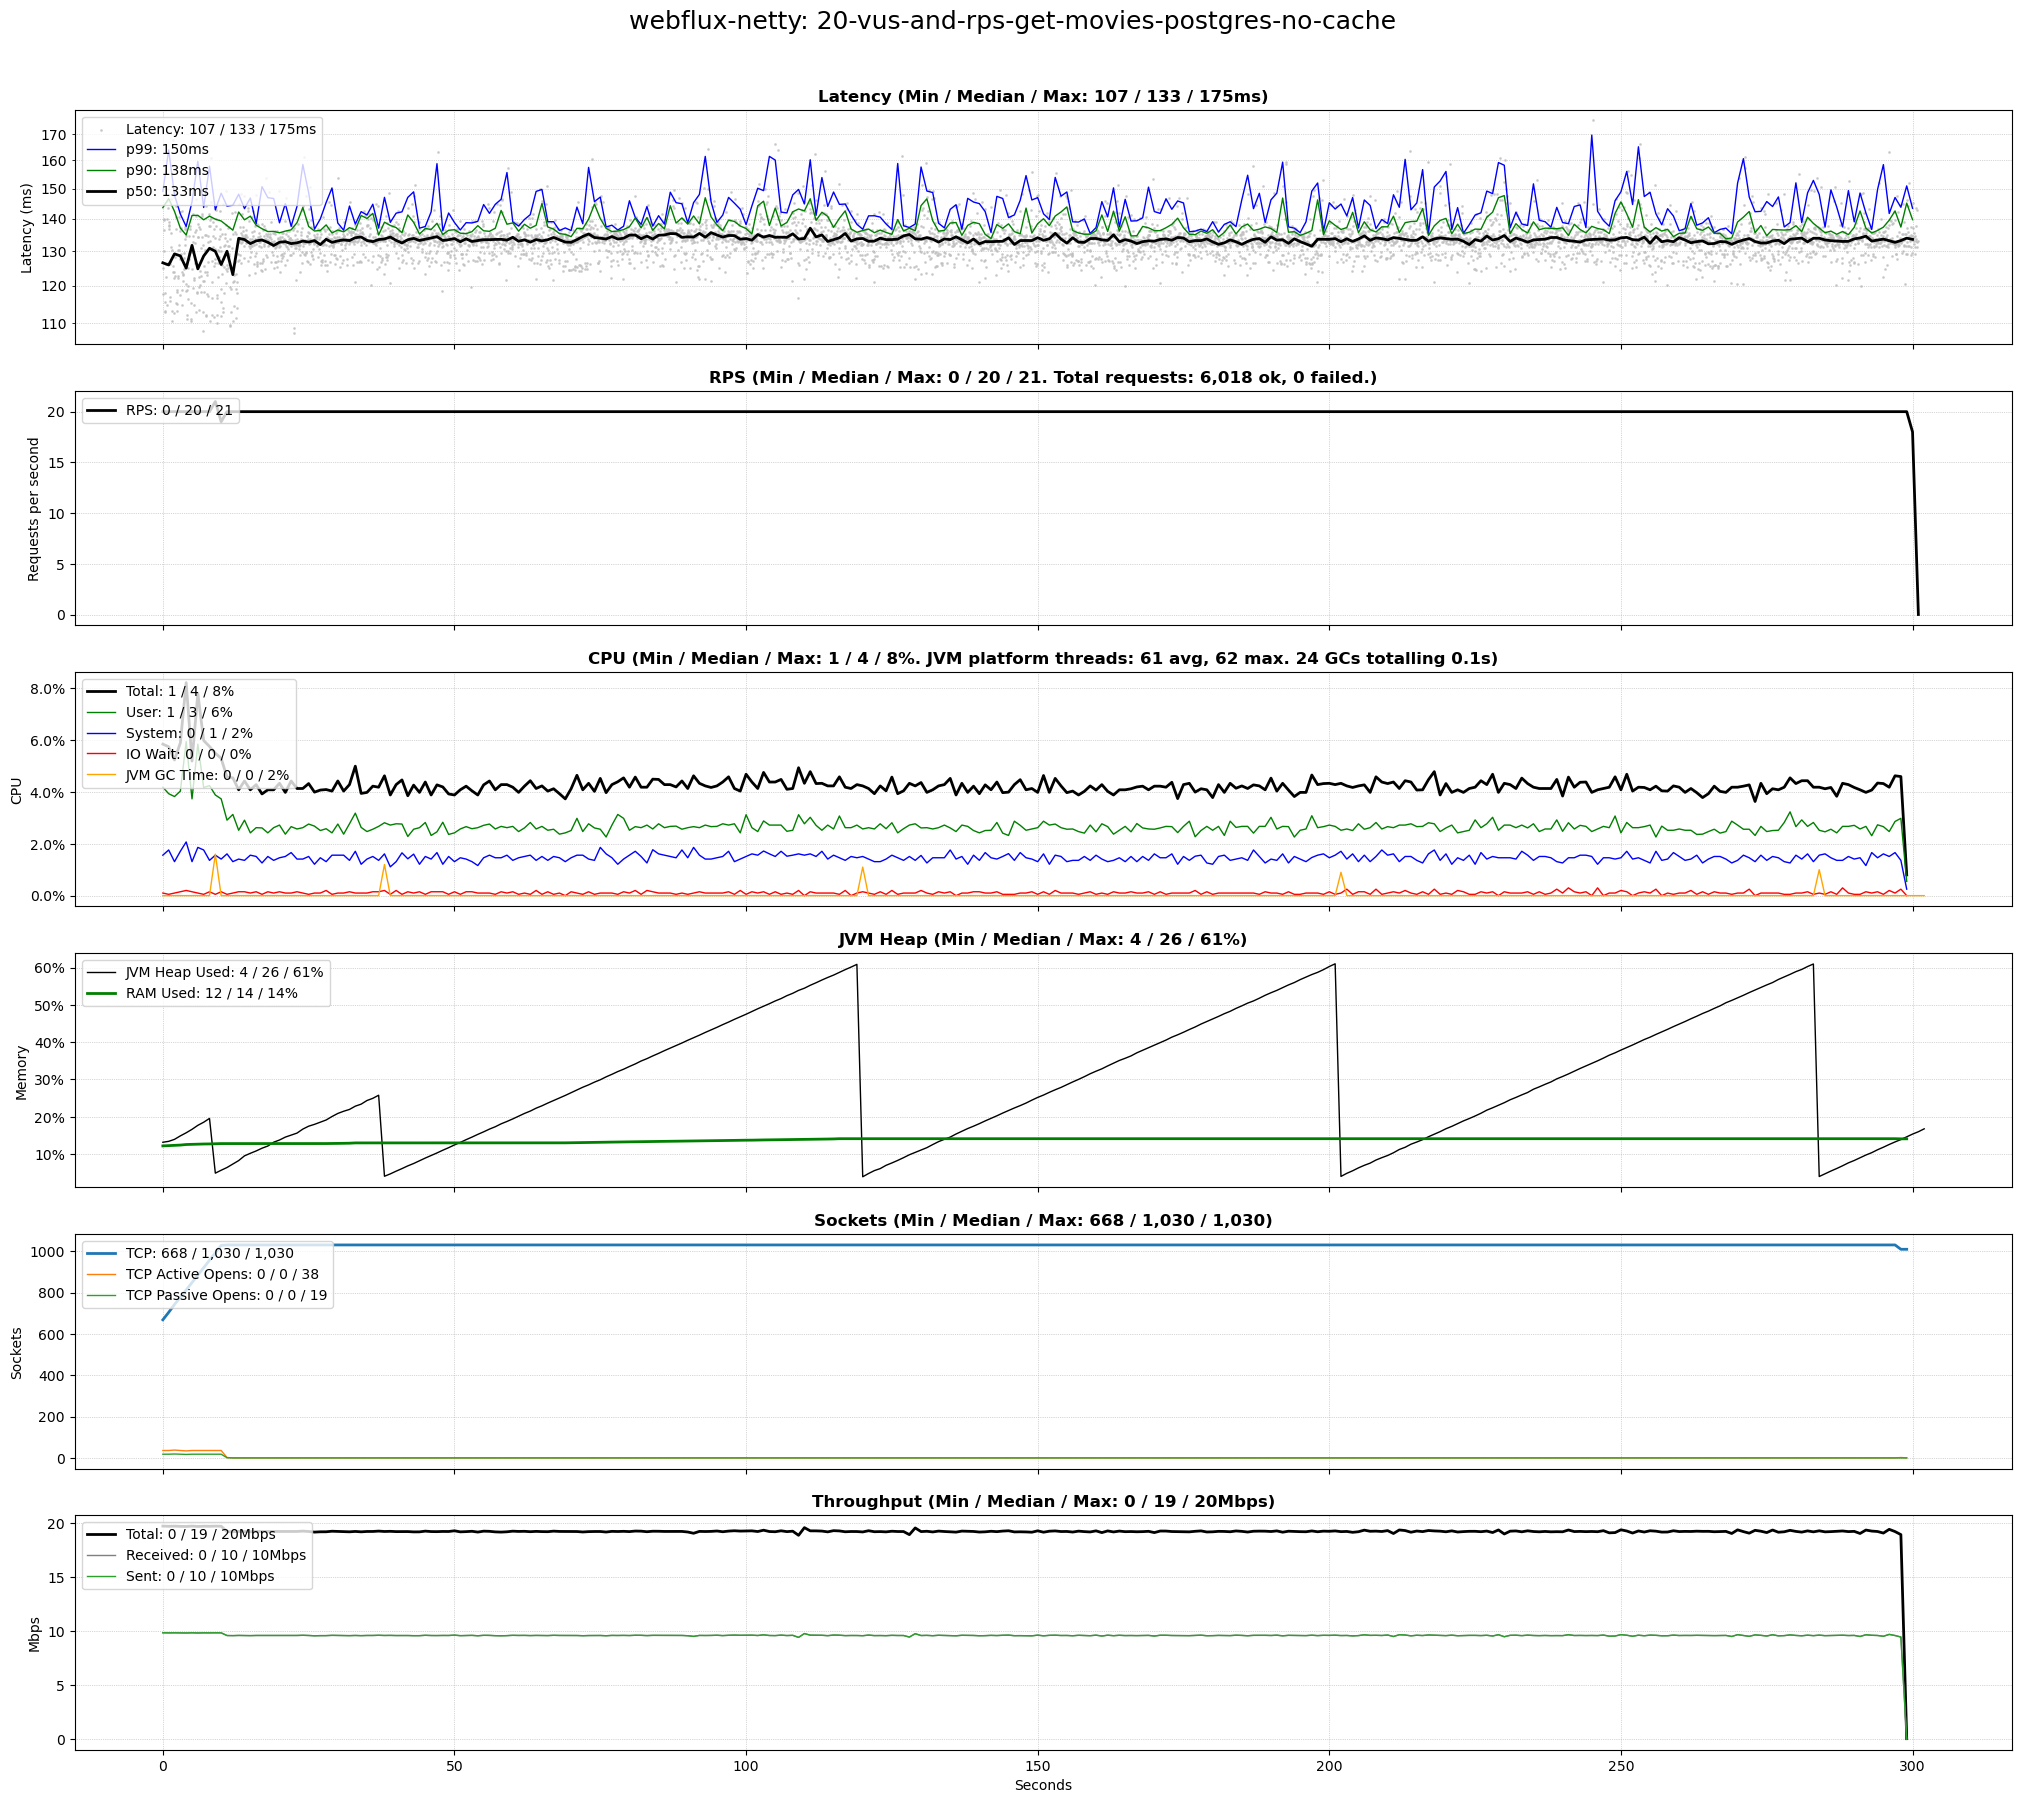 webflux-netty: 20-vus-and-rps-get-movies-postgres-no-cache
Latency (Min / Median / Max: 107 / 133 / 175ms)
Latency: 107 / 133 / 175ms
p99: 150ms
p90: 138ms
p50: 133ms
Latency (ms)
170
160
150
140
130
120
110
RPS (Min / Median / Max: 0 / 20 / 21. Total requests: 6,018 ok, 0 failed.)
RPS: 0 / 20 / 21
Requests per second
20
15
10
5
0
CPU (Min / Median / Max: 1 / 4 / 8%. JVM platform threads: 61 avg, 62 max. 24 GCs totalling 0.1s)
Total: 1 / 4 / 8%
User: 1 / 3 / 6%
System: 0 / 1 / 2%
IO Wait: 0 / 0 / 0%
JVM GC Time: 0 / 0 / 2%
CPU
8.0%
6.0%
4.0%
2.0%
0.0%
JVM Heap (Min / Median / Max: 4 / 26 / 61%)
JVM Heap Used: 4 / 26 / 61%
RAM Used: 12 / 14 / 14%
Memory
60%
50%
40%
30%
20%
10%
Sockets (Min / Median / Max: 668 / 1,030 / 1,030)
TCP: 668 / 1,030 / 1,030
TCP Active Opens: 0 / 0 / 38
TCP Passive Opens: 0 / 0 / 19
Sockets
1000
800
600
400
200
0
Throughput (Min / Median / Max: 0 / 19 / 20Mbps)
Total: 0 / 19 / 20Mbps
Received: 0 / 10 / 10Mbps
Sent: 0 / 10 / 10Mbps
Mbps
20
15
10
5
0
0 50 100 150 200 250 300
Seconds